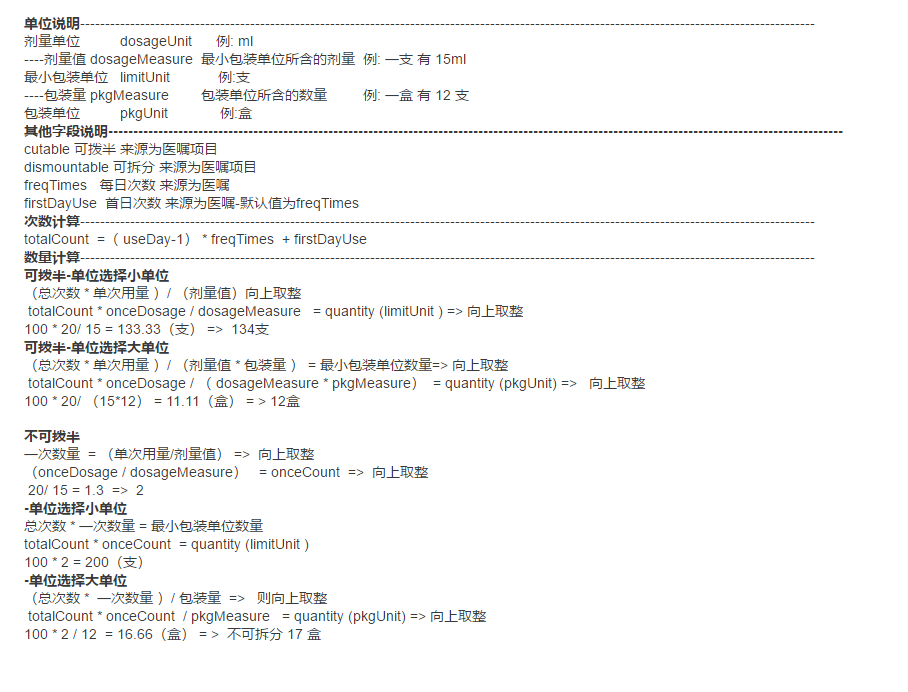 单位说明----------------------------------------------------------------------------------------------------------------------------------------------------
剂量单位 dosageUnit 例: ml
----剂量值 dosageMeasure 最小包装单位所含的剂量 例: 一支 有 15ml
最小包装单位 limitUnit 例:支
----包装量 pkgMeasure 包装单位所含的数量 例: 一盒 有 12 支
包装单位 pkgUnit 例:盒
其他字段说明----------------------------------------------------------------------------------------------------------------------------------------------------
cutable 可拨半 来源为医嘱项目
dismountable 可拆分 来源为医嘱项目
freqTimes 每日次数 来源为医嘱
firstDayUse 首日次数 来源为医嘱-默认值为freqTimes
次数计算----------------------------------------------------------------------------------------------------------------------------------------------------
totalCount =（ useDay-1） * freqTimes + firstDayUse
数量计算----------------------------------------------------------------------------------------------------------------------------------------------------
可拨半-单位选择小单位
（总次数 * 单次用量 ）/ （剂量值）向上取整
totalCount * onceDosage / dosageMeasure = quantity (limitUnit ) => 向上取整
100 * 20/ 15 = 133.33（支） => 134支
可拨半-单位选择大单位
（总次数 * 单次用量 ）/ （剂量值 * 包装量 ） = 最小包装单位数量=> 向上取整
totalCount * onceDosage / （ dosageMeasure * pkgMeasure） = quantity (pkgUnit) => 向上取整
100 * 20/ （15*12） = 11.11（盒） = > 12盒
不可拨半
一次数量 = （单次用量/剂量值） => 向上取整
（onceDosage / dosageMeasure） = onceCount => 向上取整
20/ 15 = 1.3 => 2
-单位选择小单位
总次数 * 一次数量 = 最小包装单位数量
totalCount * onceCount = quantity (limitUnit )
100 * 2 = 200（支）
-单位选择大单位
（总次数 * 一次数量 ）/ 包装量 => 则向上取整
totalCount * onceCount / pkgMeasure = quantity (pkgUnit) => 向上取整
100 * 2 / 12 = 16.66（盒） = > 不可拆分 17 盒